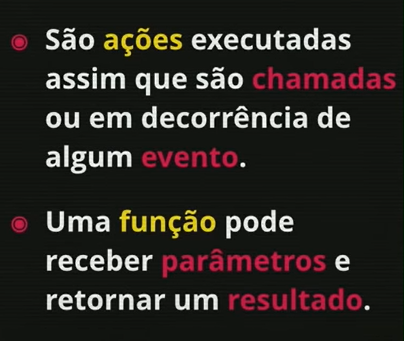 São ações executadas
assim que são chamadas
ou em decorrência de
algum evento.
Uma função pode
receber parâmetros e
retornar um resultado.